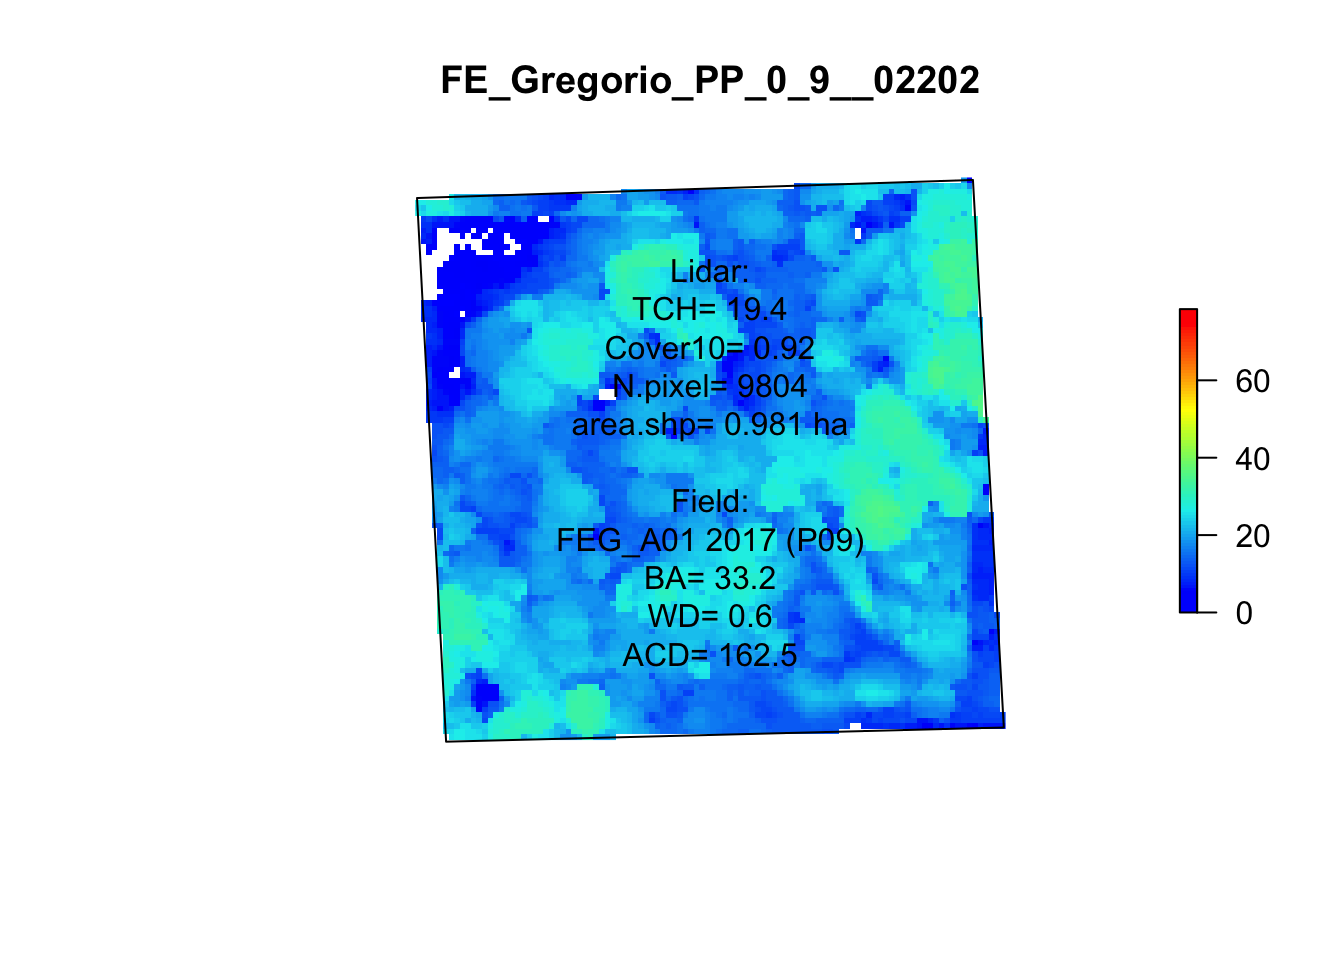 FE_Gregorio_PP_0_9__02202
Lidar:
TCH= 19.4
Cover10= 0.92
N.pixel= 9804
area.shp= 0.981 ha
Field:
FEG_A01 2017 (P09)
BA= 33.2
WD= 0.6
ACD= 162.5
60
40
20
0